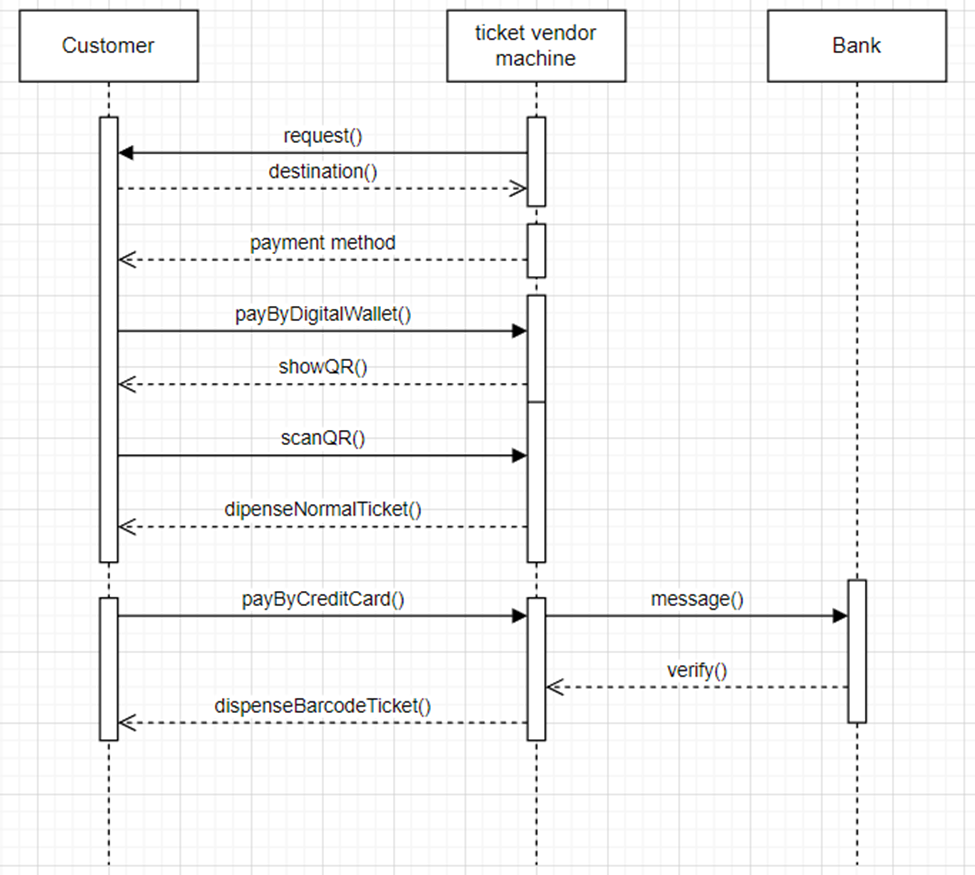 Customer
ticket vendor
machine
Bank
request()
destination()
payment method
payByDigitalWallet()
showQR()
scanQR()
dipenseNormalTicket()
payByCreditCard()
message()
verify()
dispenseBarcodeTicket()